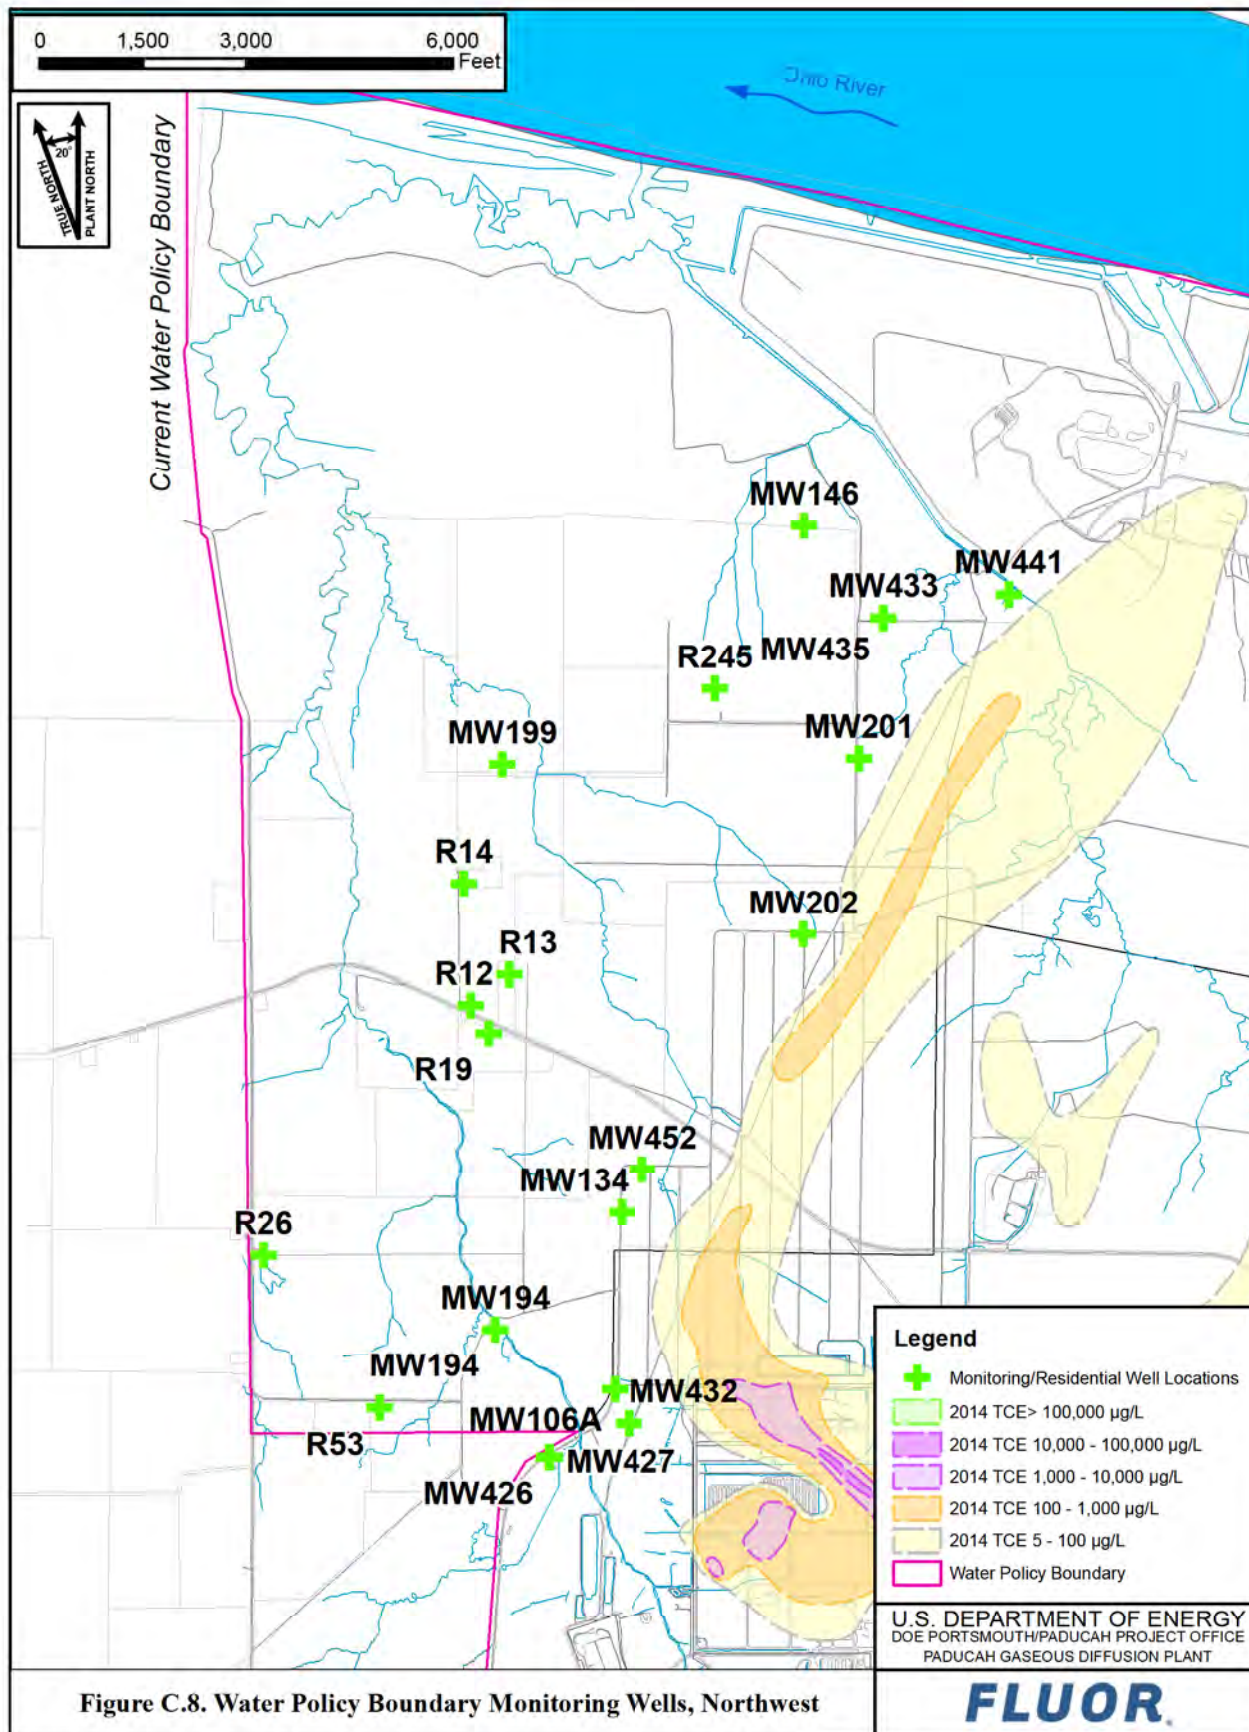 0 1,500 3,000 6,000
Feet
Ohio River
20°
TRUE NORTH
PLANT NORTH
Current Water Policy Boundary
MW146
MW441
MW433
MW435
R245
MW201
MW199
R14
MW202
R13
R12
R19
MW452
MW134
R26
MW194
MW194
MW432
MW106A
R53
MW427
MW426
Legend
Monitoring/Residential Well Locations
2014 TCE> 100,000 µg/L
2014 TCE 10,000 - 100,000 µg/L
2014 TCE 1,000 - 10,000 µg/L
2014 TCE 100 - 1,000 µg/L
2014 TCE 5 - 100 µg/L
Water Policy Boundary
U.S. DEPARTMENT OF ENERGY
DOE PORTSMOUTH/PADUCAH PROJECT OFFICE
PADUCAH GASEOUS DIFFUSION PLANT
Figure C.8. Water Policy Boundary Monitoring Wells, Northwest
FLUOR.